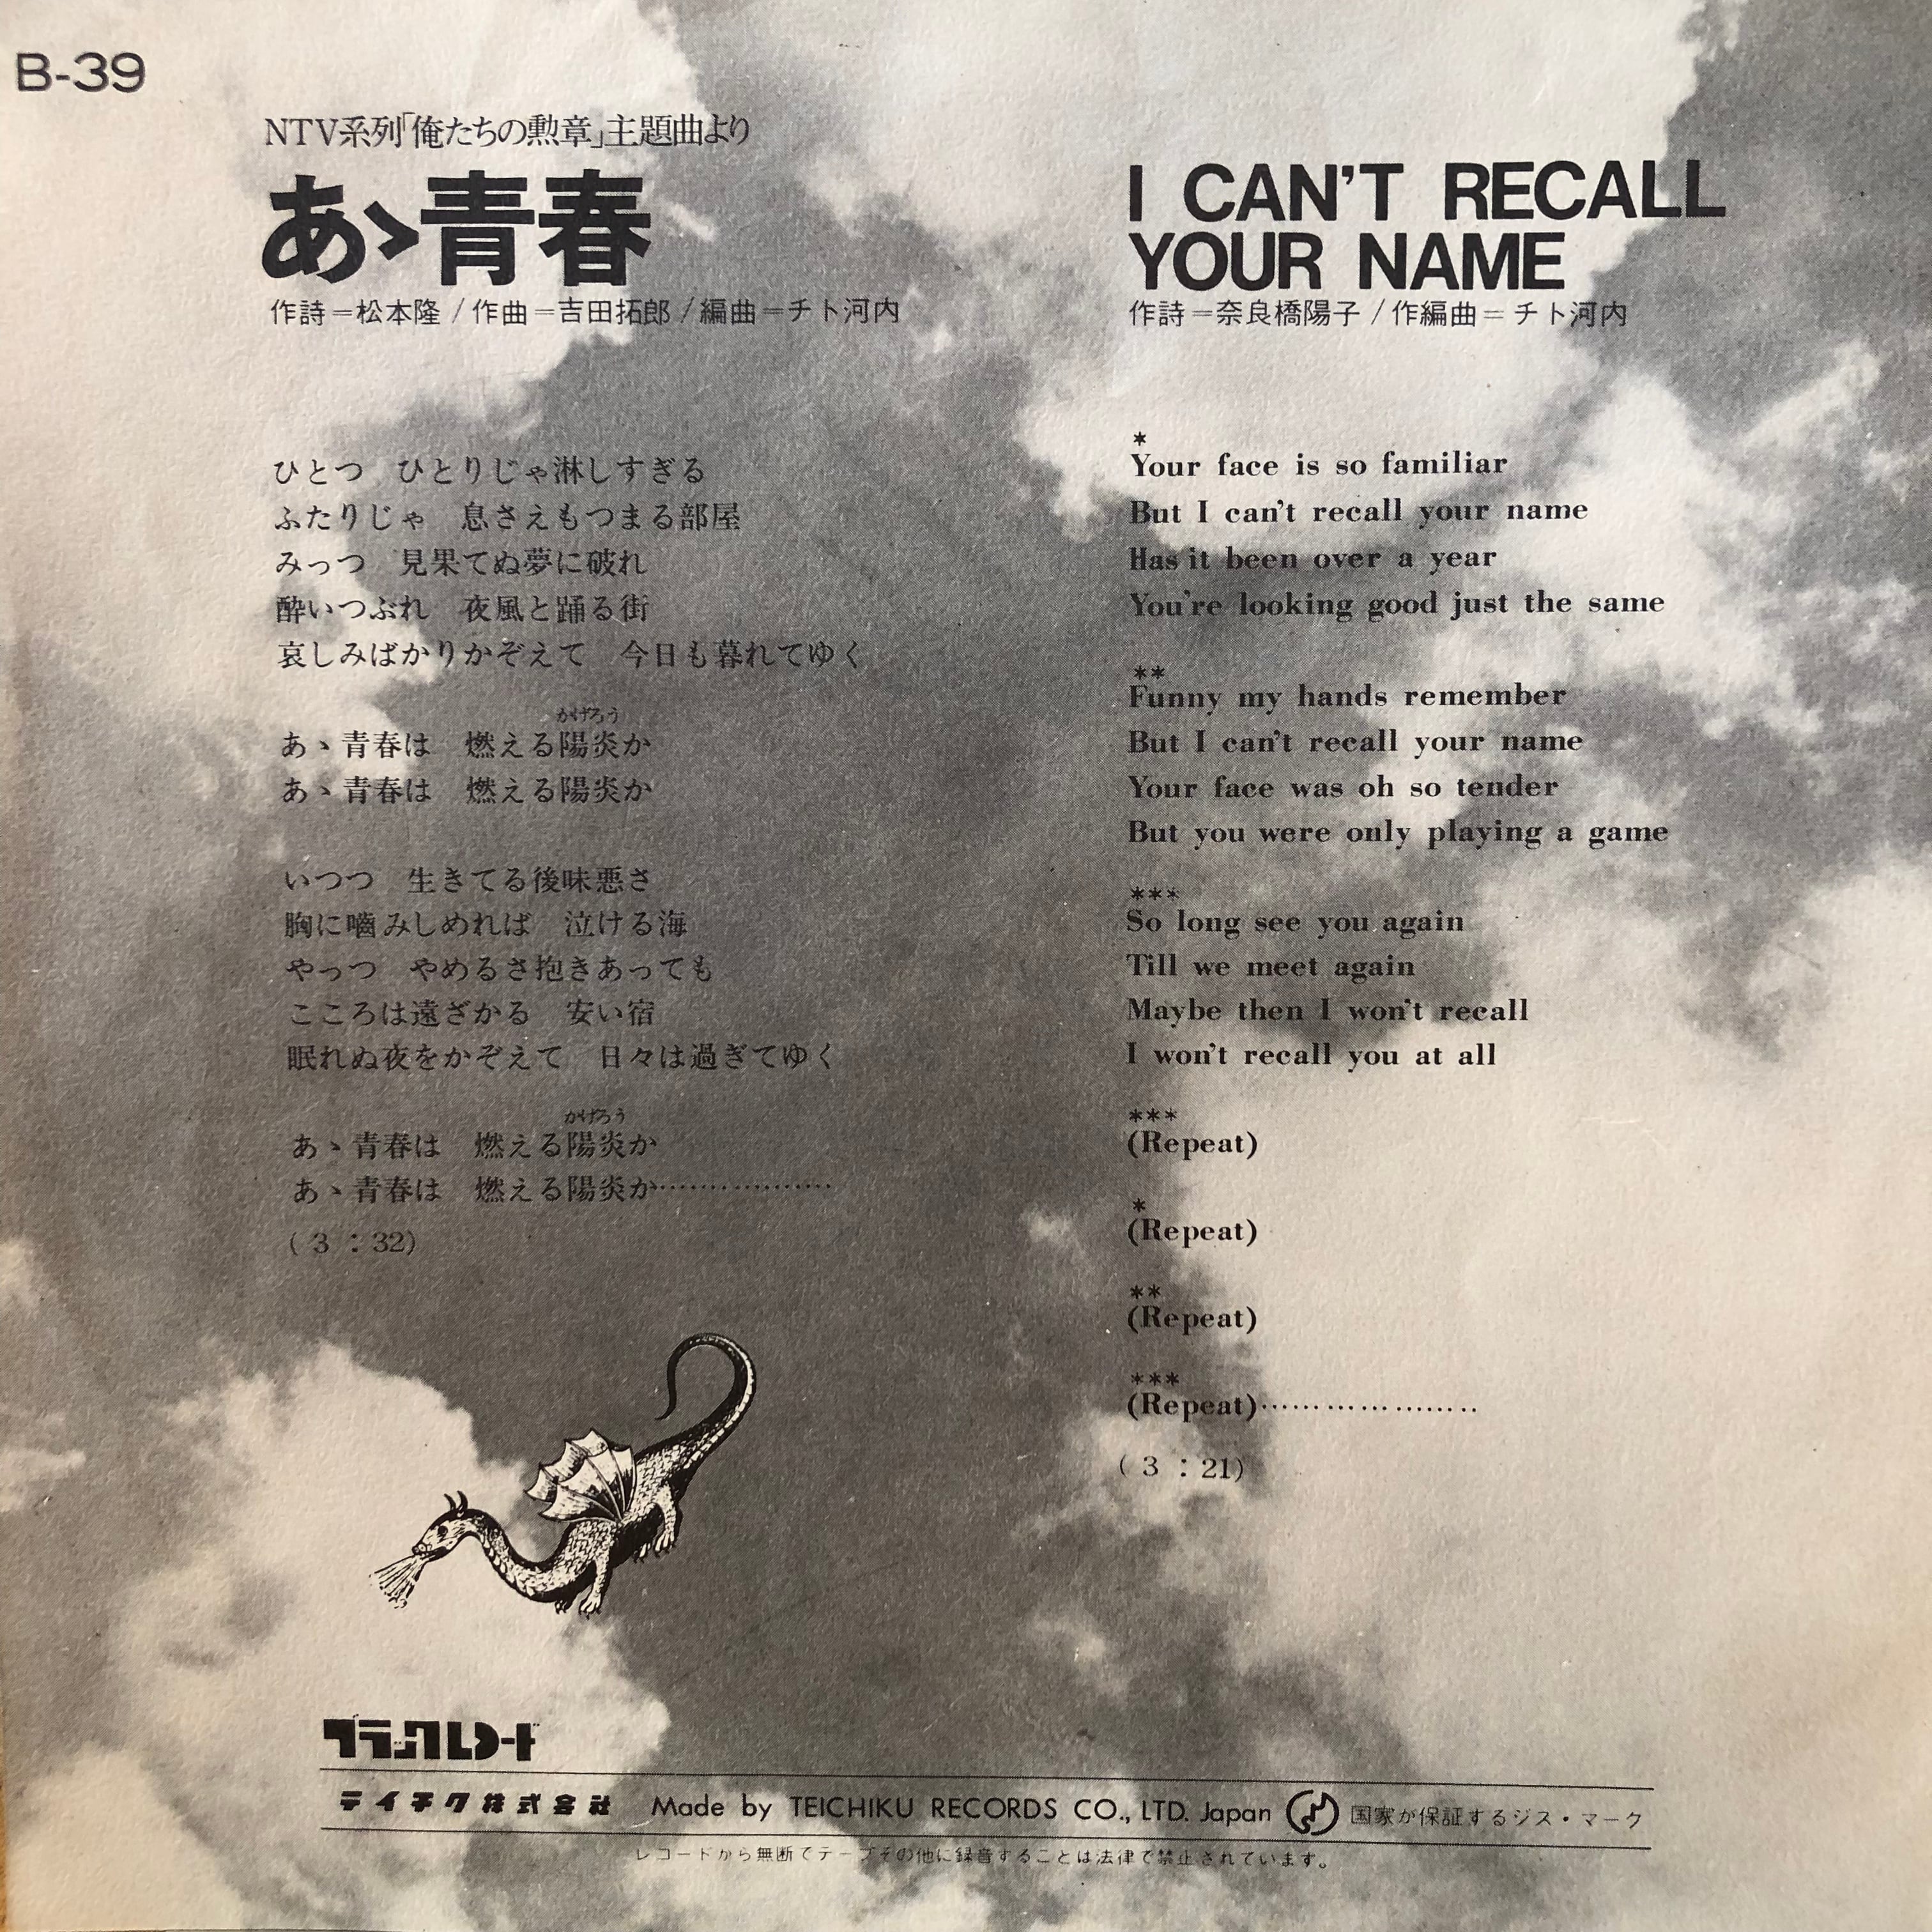 B-39
NTV系列「俺たちの勲章」主題曲より
あゝ青春
作詩＝松本隆/作曲＝吉田拓郎/編曲＝チト河内
ひとつ　ひとりじゃ淋しすぎる
ふたりじゃ　息さえもつまる部屋
みっつ　見果てぬ夢に破れ
酔いつぶれ　夜風と踊る街
哀しみばかりかぞえて　今日も暮れてゆく
かげろう
あゝ青春は　燃える陽炎か
あゝ青春は　燃える陽炎か
いつつ　生きてる後味悪さ
胸に嚙みしめれば　泣ける海
やっつ　やめるさ抱きあっても
こころは遠ざかる　安い宿
眠れぬ夜をかぞえて　日々は過ぎてゆく
かげろう
あゝ青春は　燃える陽炎か
あゝ青春は　燃える陽炎か………………
(3：32)
I CAN'T RECALL
YOUR NAME
作詩＝奈良橋陽子/作編曲＝チト河内
*
Your face is so familiar
But I can't recall your name
Has it been over a year
You're looking good just the same
**
Funny my hands remember
But I can't recall your name
Your face was oh so tender
But you were only playing a game
***
So long see you again
Till we meet again
Maybe then I won't recall
I won't recall you at all
***
(Repeat)
*
(Repeat)
**
(Repeat)
***
(Repeat)…………………
(3：21)
ブラックレコード
テイチク株式会社 Made by TEICHIKU RECORDS CO., LTD. Japan 国家が保証するジス・マーク
レコードから無断でテープその他に録音することは法律で禁止されています。